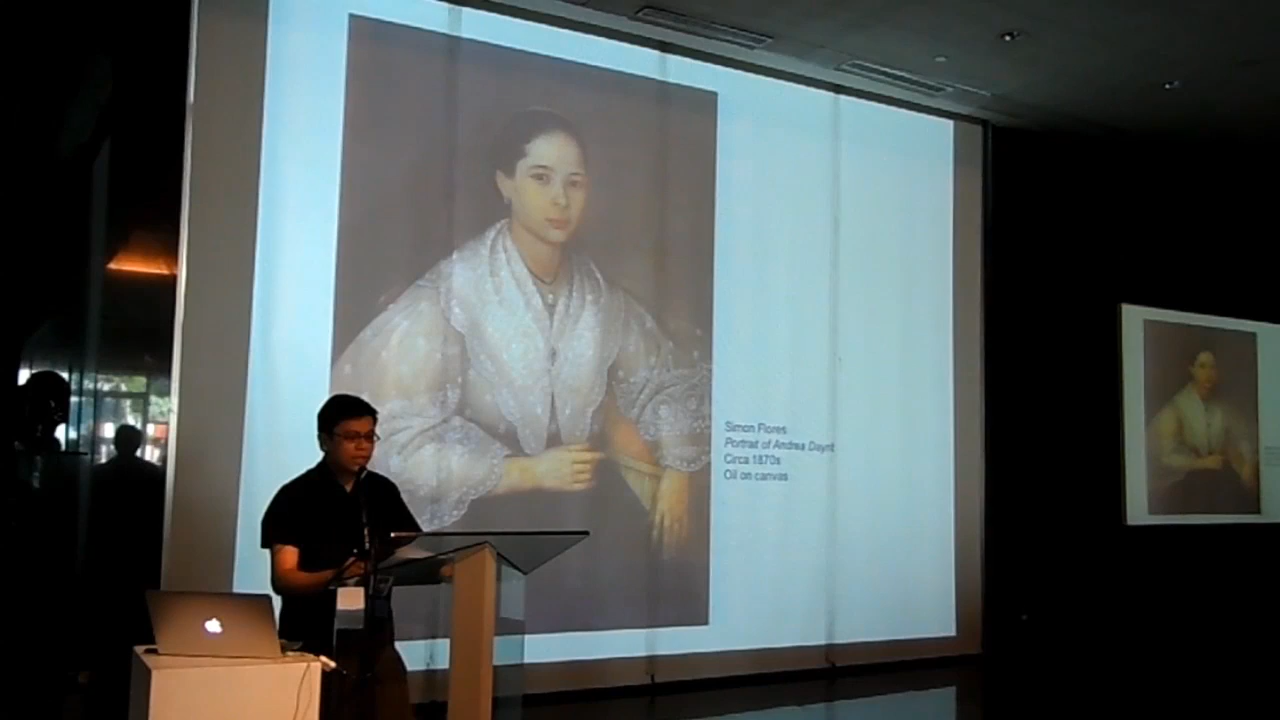 Simon Flores
Portrait of Andrea Dayrit
Circa 1870s
Oil on canvas